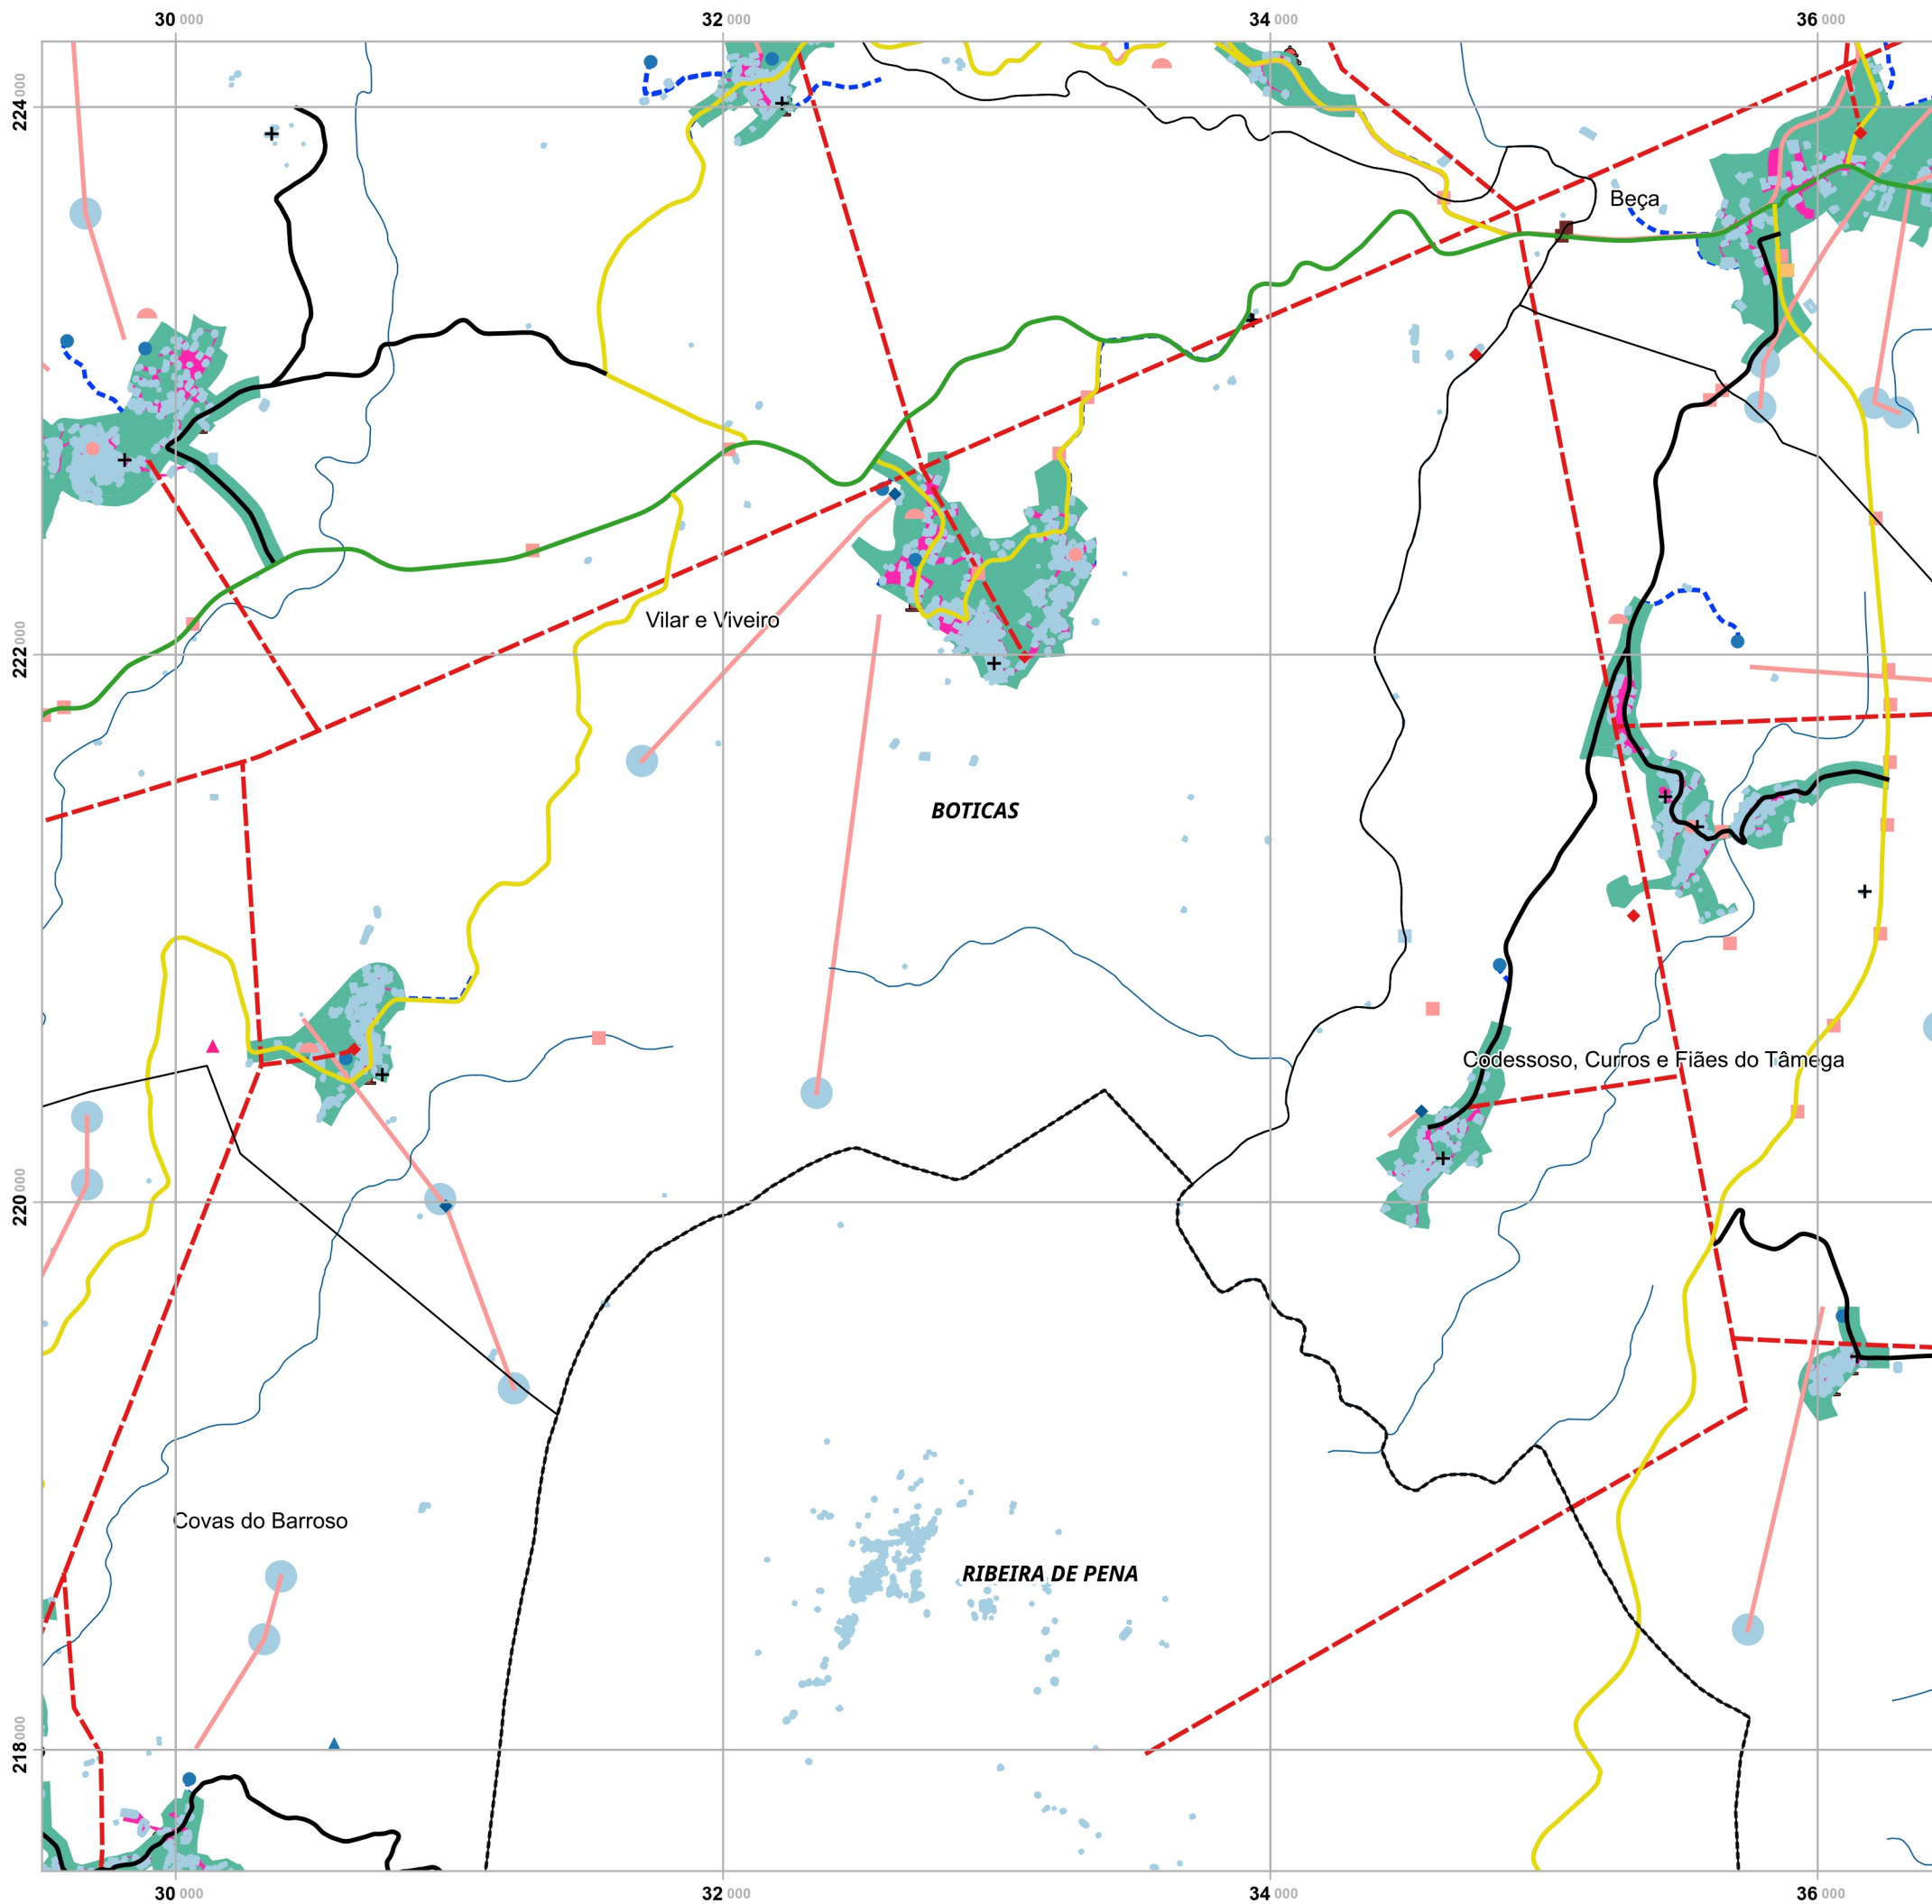 30 000 32 000 34 000 36 000
224 000
Beça
222 000
Vilar e Viveiro
BOTICAS
Codessoso, Curros e Fiães do Tâmega
220 000
Covas do Barroso
RIBEIRA DE PENA
218 000
30 000 32 000 34 000 36 000